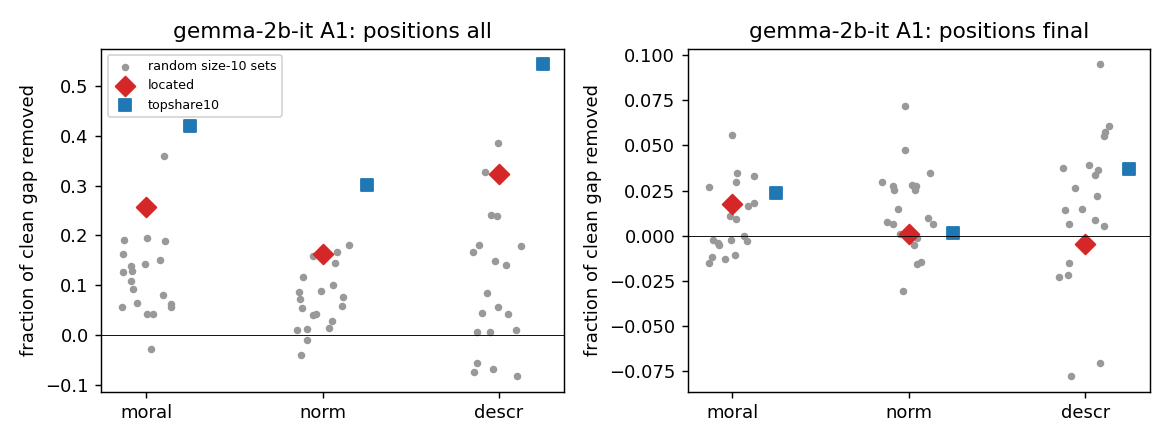 gemma-2b-it A1: positions all
fraction of clean gap removed
0.5
0.4
0.3
0.2
0.1
0.0
−0.1
random size-10 sets
located
topshare10
moral
norm
descr
gemma-2b-it A1: positions final
fraction of clean gap removed
0.100
0.075
0.050
0.025
0.000
−0.025
−0.050
−0.075
moral
norm
descr